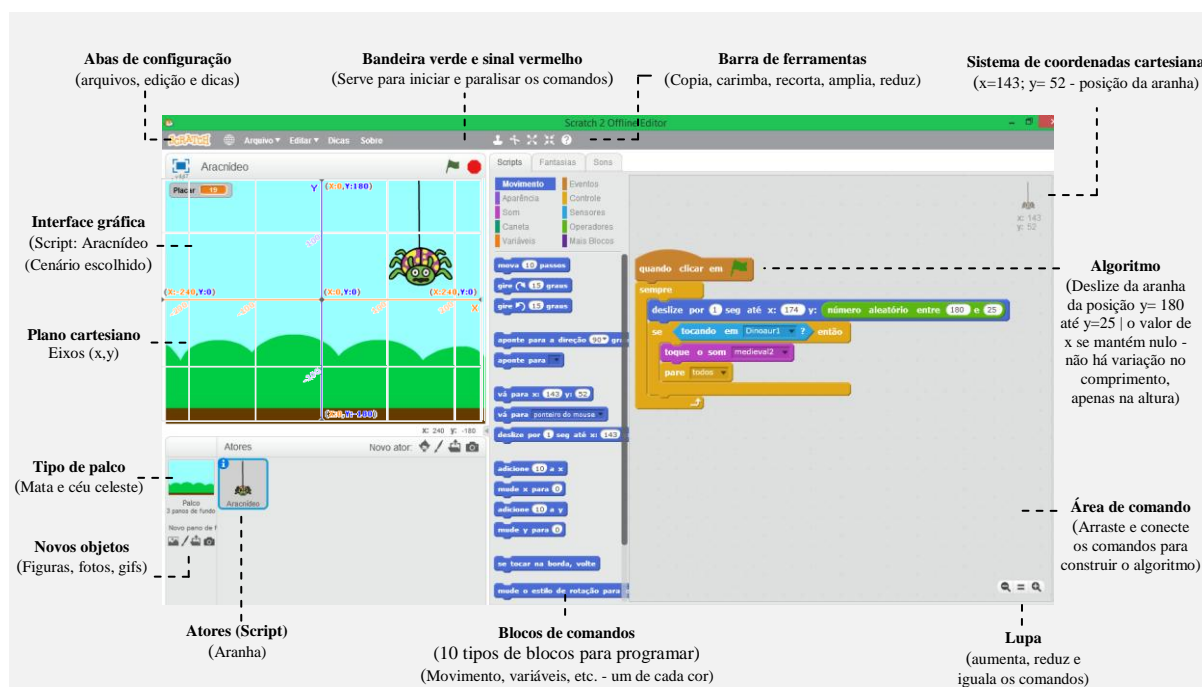 Abas de configuração
(arquivos, edição e dicas)
Bandeira verde e sinal vermelho
(Serve para iniciar e paralisar os comandos)
Barra de ferramentas
(Copia, carimba, recorta, amplia, reduz)
Sistema de coordenadas cartesiana
(x=143; y= 52 - posição da aranha)
Scratch 2 Offline Editor
SCRATCH Arquivo Editar Dicas Sobre
Aracnídeo
v447
Placar 19
Y (X:0,Y:180)
(X:-240,Y:0) (X:0,Y:0) (X:240,Y:0)
X
(X:0,Y:-180)
X: 240 y: -180
Interface gráfica
(Script: Aracnídeo
(Cenário escolhido)
Plano cartesiano
Eixos (x,y)
Tipo de palco
(Mata e céu celeste)
Novos objetos
(Figuras, fotos, gifs)
Atores Novo ator:
Palco
3 panos de fundo
Novo pano de f
Aracnídeo
Atores (Script)
(Aranha)
Scripts Fantasias Sons
Movimento Eventos
Aparência Controle
Som Sensores
Caneta Operadores
Variáveis Mais Blocos
mova 10 passos
gire 15 graus
gire 15 graus
aponte para a direção 90 gra
aponte para
vá para x: 143 y: 52
vá para ponteiro do mouse
deslize por 1 seg até x: 143
adicione 10 a x
mude x para 0
adicione 10 a y
mude y para 0
se tocar na borda, volte
mude o estilo de rotação para
Blocos de comandos
(10 tipos de blocos para programar)
(Movimento, variáveis, etc. - um de cada cor)
x: 143
y: 52
quando clicar em
sempre
deslize por 1 seg até x: 174 y: número aleatório entre 180 e 25
se tocando em Dinoaur1 ? então
toque o som medieval2
pare todos
Algoritmo
(Deslize da aranha
da posição y= 180
até y=25 | o valor de
x se mantém nulo -
não há variação no
comprimento,
apenas na altura)
Área de comando
(Arraste e conecte
os comandos para
construir o algoritmo)
Lupa
(aumenta, reduz e
iguala os comandos)